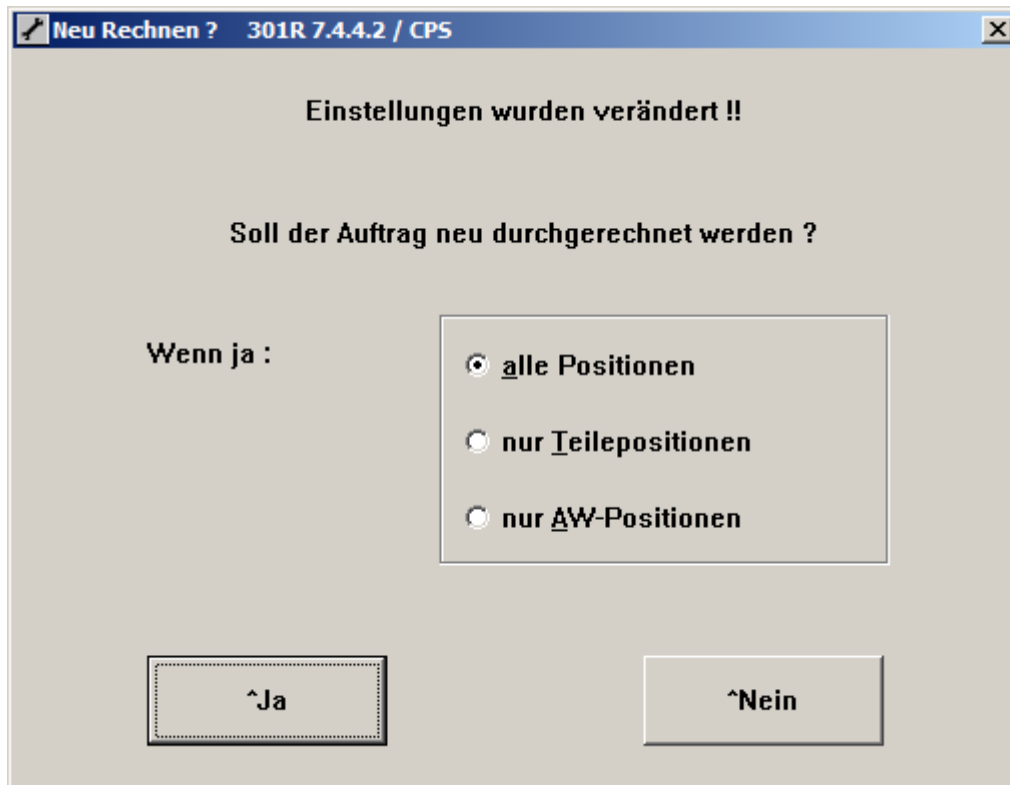 Neu Rechnen ? 301R 7.4.4.2 / CPS
Einstellungen wurden verändert !!
Soll der Auftrag neu durchgerechnet werden ?
Wenn ja :
alle Positionen
nur Teilepositionen
nur AW-Positionen
^Ja
^Nein